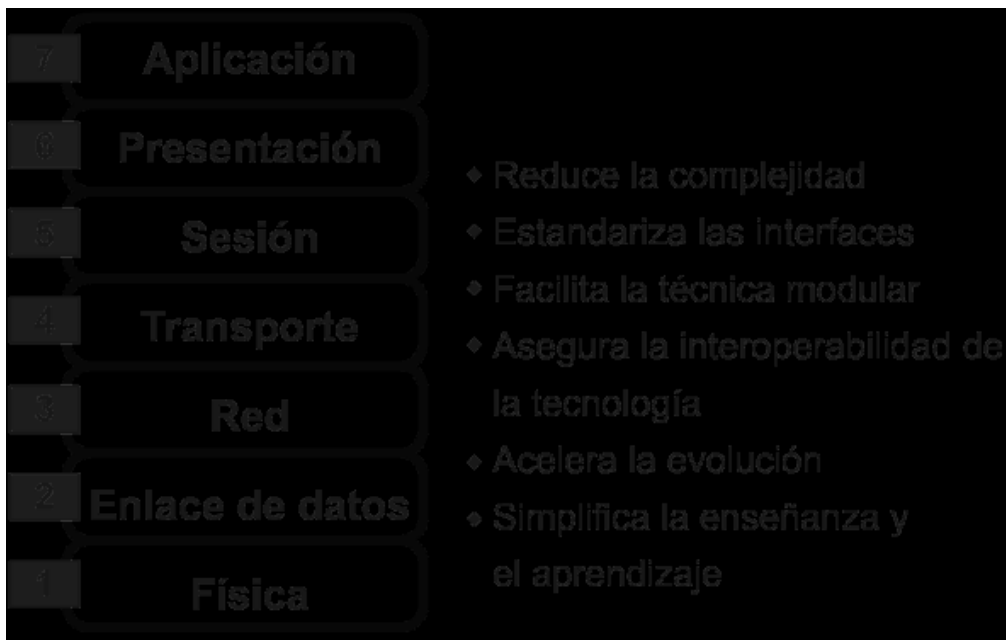 7 Aplicación
6 Presentación
5 Sesión
4 Transporte
3 Red
2 Enlace de datos
1 Física
◆ Reduce la complejidad
◆ Estandariza las interfaces
◆ Facilita la técnica modular
◆ Asegura la interoperabilidad de
la tecnología
◆ Acelera la evolución
◆ Simplifica la enseñanza y
el aprendizaje